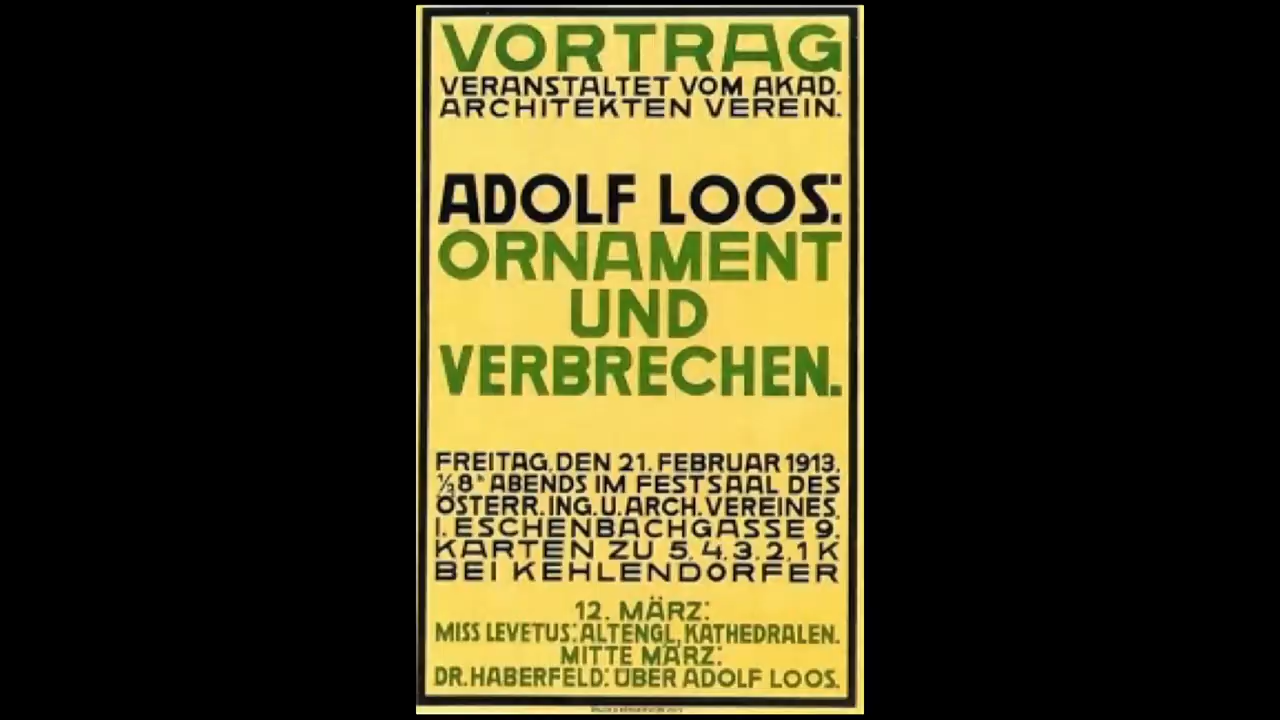 VORTRAG
VERANSTALTET VOM AKAD.
ARCHITEKTEN VEREIN.
ADOLF LOOS:
ORNAMENT
UND
VERBRECHEN.
FREITAG, DEN 21. FEBRUAR 1913.
½8ʰ ABENDS IM FESTSAAL DES
ÖSTERR. ING. U. ARCH. VEREINES,
I. ESCHENBACHGASSE 9.
KARTEN ZU 5, 4, 3, 2, 1 K
BEI KEHLENDORFER
12. MÄRZ:
MISS LEVETUS: ALTENGL. KATHEDRALEN.
MITTE MÄRZ:
DR. HABERFELD: ÜBER ADOLF LOOS.